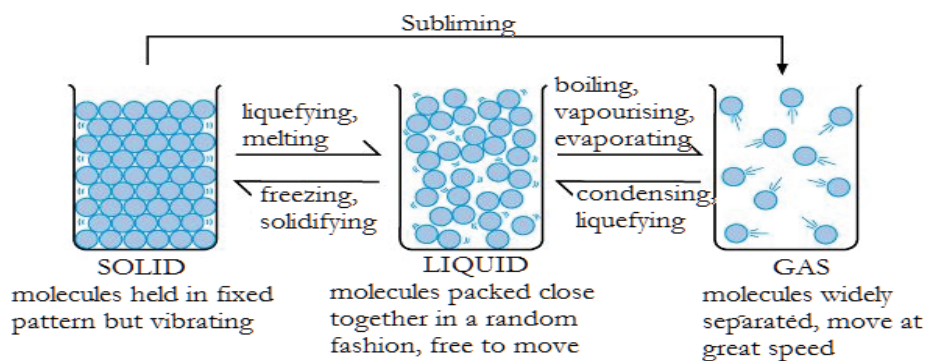 Subliming
liquefying,
melting
freezing,
solidifying
boiling,
vapourising,
evaporating
condensing,
liquefying
SOLID
molecules held in fixed
pattern but vibrating
LIQUID
molecules packed close
together in a random
fashion, free to move
GAS
molecules widely
separated, move at
great speed